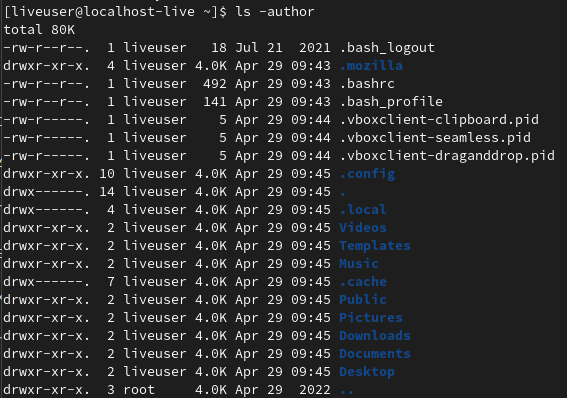 [liveuser@localhost-live ~]$ ls -author
total 80K
-rw-r--r--.  1 liveuser   18 Jul 21  2021 .bash_logout
drwxr-xr-x.  4 liveuser 4.0K Apr 29 09:43 .mozilla
-rw-r--r--.  1 liveuser  492 Apr 29 09:43 .bashrc
-rw-r--r--.  1 liveuser  141 Apr 29 09:43 .bash_profile
-rw-r-----.  1 liveuser    5 Apr 29 09:44 .vboxclient-clipboard.pid
-rw-r-----.  1 liveuser    5 Apr 29 09:44 .vboxclient-seamless.pid
-rw-r-----.  1 liveuser    5 Apr 29 09:44 .vboxclient-draganddrop.pid
drwxr-xr-x. 10 liveuser 4.0K Apr 29 09:45 .config
drwx------. 14 liveuser 4.0K Apr 29 09:45 .
drwx------.  4 liveuser 4.0K Apr 29 09:45 .local
drwxr-xr-x.  2 liveuser 4.0K Apr 29 09:45 Videos
drwxr-xr-x.  2 liveuser 4.0K Apr 29 09:45 Templates
drwxr-xr-x.  2 liveuser 4.0K Apr 29 09:45 Music
drwx------.  7 liveuser 4.0K Apr 29 09:45 .cache
drwxr-xr-x.  2 liveuser 4.0K Apr 29 09:45 Public
drwxr-xr-x.  2 liveuser 4.0K Apr 29 09:45 Pictures
drwxr-xr-x.  2 liveuser 4.0K Apr 29 09:45 Downloads
drwxr-xr-x.  2 liveuser 4.0K Apr 29 09:45 Documents
drwxr-xr-x.  2 liveuser 4.0K Apr 29 09:45 Desktop
drwxr-xr-x.  3 root     4.0K Apr 29  2022 ..